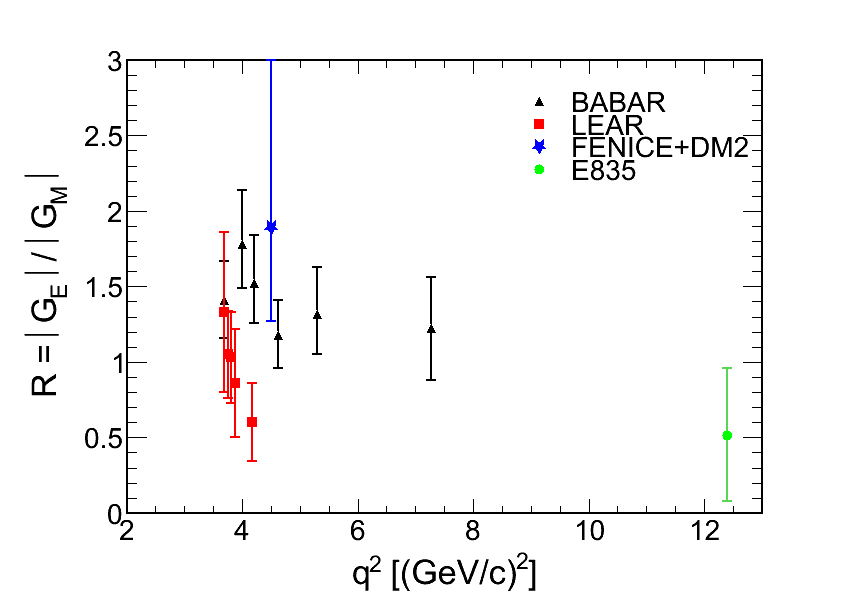 3
2.5
2
1.5
1
0.5
0
2 4 6 8 10 12
R = |G_E| / |G_M|
q² [(GeV/c)²]
BABAR
LEAR
FENICE+DM2
E835